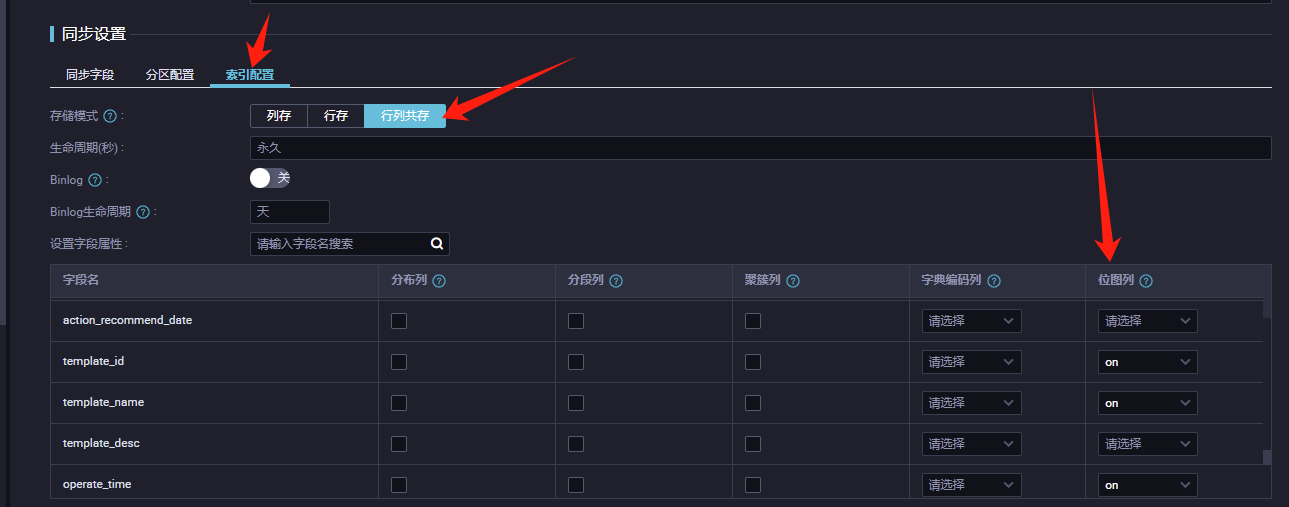 同步设置
同步字段 分区配置 索引配置
存储模式 ? : 列存 行存 行列共存
生命周期(秒) : 永久
Binlog ? : 关
Binlog生命周期 ? : 天
设置字段属性 : 请输入字段名搜索
字段名 分布列 ? 分段列 ? 聚簇列 ? 字典编码列 ? 位图列 ?
action_recommend_date 请选择 请选择
template_id 请选择 on
template_name 请选择 on
template_desc 请选择 请选择
operate_time 请选择 on